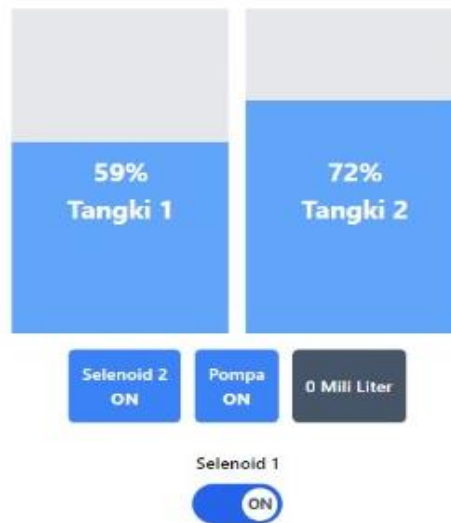 59%
Tangki 1
72%
Tangki 2
Selenoid 2
ON
Pompa
ON
0 Mili Liter
Selenoid 1
ON